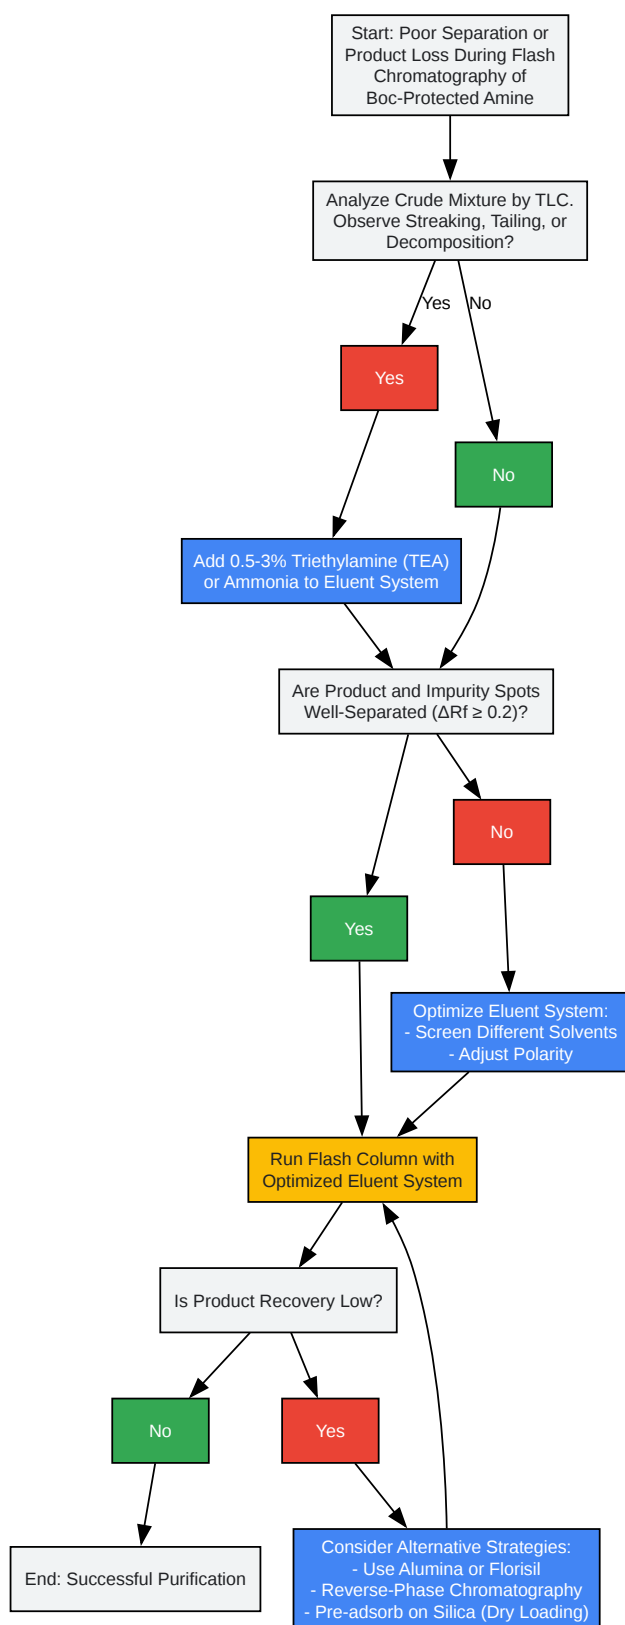 Start: Poor Separation or
Product Loss During Flash
Chromatography of
Boc-Protected Amine
Analyze Crude Mixture by TLC.
Observe Streaking, Tailing, or
Decomposition?
Yes
No
Yes
No
Add 0.5-3% Triethylamine (TEA)
or Ammonia to Eluent System
Are Product and Impurity Spots
Well-Separated (ΔRf ≥ 0.2)?
No
Yes
Optimize Eluent System:
- Screen Different Solvents
- Adjust Polarity
Run Flash Column with
Optimized Eluent System
Is Product Recovery Low?
No
Yes
End: Successful Purification
Consider Alternative Strategies:
- Use Alumina or Florisil
- Reverse-Phase Chromatography
- Pre-adsorb on Silica (Dry Loading)